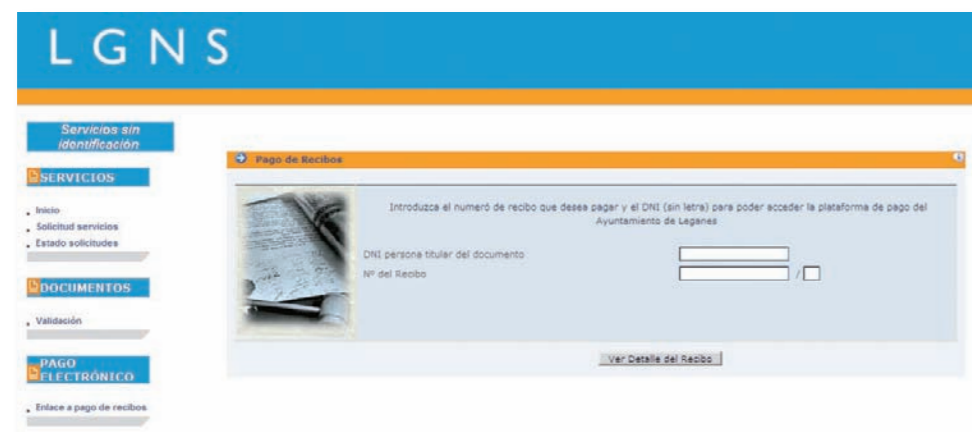 LGNS
Servicios sin
identificación
SERVICIOS
Inicio
Solicitud servicios
Estado solicitudes
DOCUMENTOS
Validación
PAGO
ELECTRÓNICO
Enlace a pago de recibos
Pago de Recibos
Introduzca el numeró de recibo que desea pagar y el DNI (sin letra) para poder acceder la plataforma de pago del
Ayuntamiento de Leganes
DNI persona titular del documento
Nº del Recibo /
Ver Detalle del Recibo